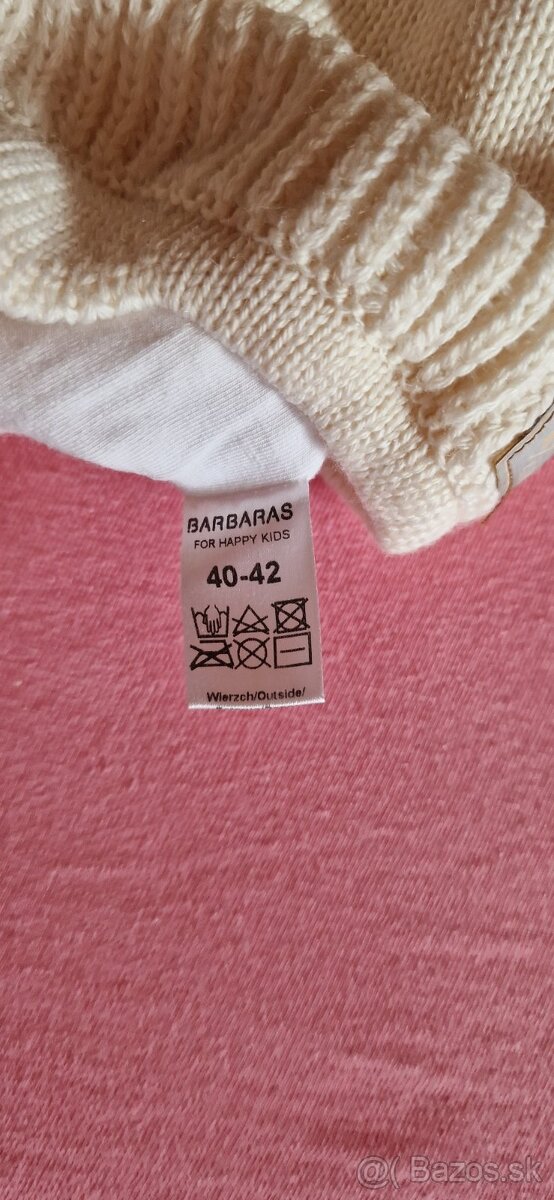 BARBARAS
FOR HAPPY KIDS
40-42
Wierzch/Outside/
@( Bazos.sk